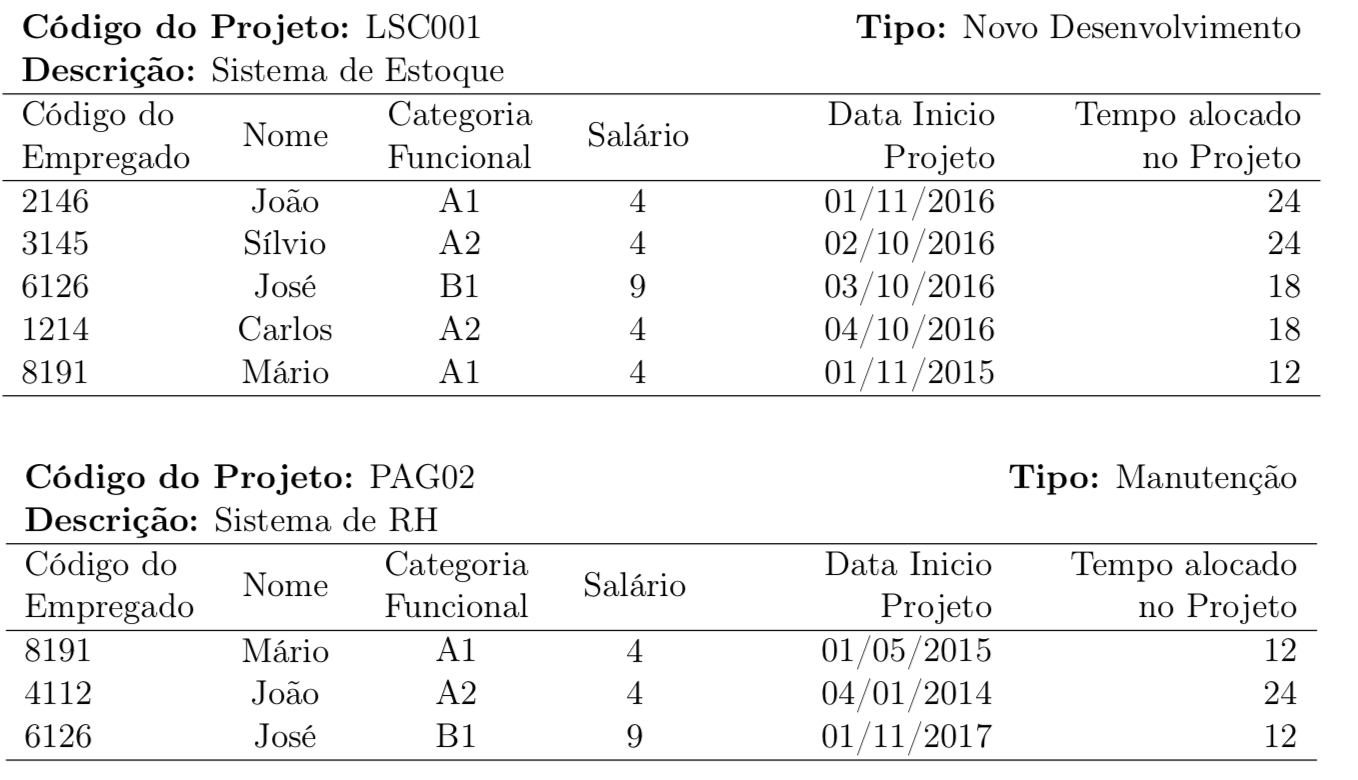 Código do Projeto: LSC001 Tipo: Novo Desenvolvimento
Descrição: Sistema de Estoque
Código do Empregado Nome Categoria Funcional Salário Data Inicio Projeto Tempo alocado no Projeto
2146 João A1 4 01/11/2016 24
3145 Sílvio A2 4 02/10/2016 24
6126 José B1 9 03/10/2016 18
1214 Carlos A2 4 04/10/2016 18
8191 Mário A1 4 01/11/2015 12
Código do Projeto: PAG02 Tipo: Manutenção
Descrição: Sistema de RH
Código do Empregado Nome Categoria Funcional Salário Data Inicio Projeto Tempo alocado no Projeto
8191 Mário A1 4 01/05/2015 12
4112 João A2 4 04/01/2014 24
6126 José B1 9 01/11/2017 12